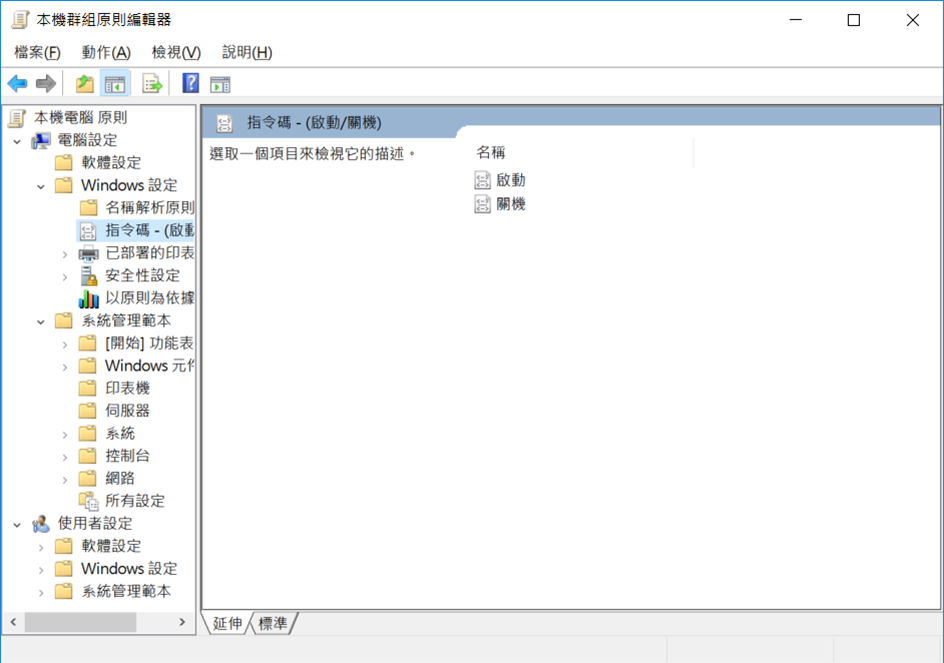 本機群組原則編輯器
檔案(F) 動作(A) 檢視(V) 說明(H)
本機電腦 原則
電腦設定
軟體設定
Windows 設定
名稱解析原則
指令碼 - (啟動
已部署的印表
安全性設定
以原則為依據
系統管理範本
[開始] 功能表
Windows 元件
印表機
伺服器
系統
控制台
網路
所有設定
使用者設定
軟體設定
Windows 設定
系統管理範本
指令碼 - (啟動/關機)
選取一個項目來檢視它的描述。
名稱
啟動
關機
延伸 標準